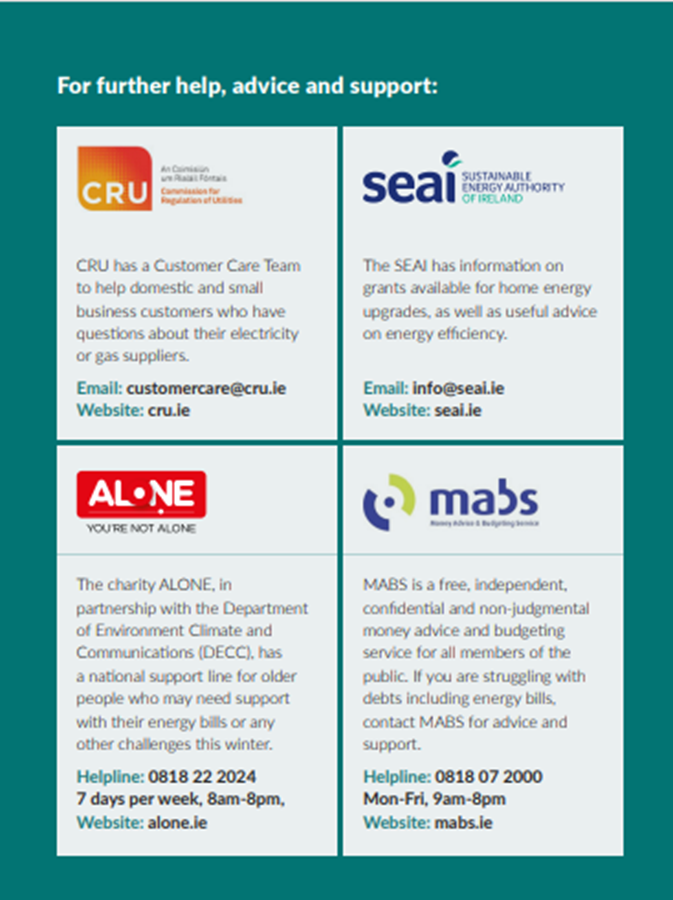 For further help, advice and support:
CRU
An Coimisiún
um Rialáil Fóntais
Commission for
Regulation of Utilities
CRU has a Customer Care Team
to help domestic and small
business customers who have
questions about their electricity
or gas suppliers.
Email: customercare@cru.ie
Website: cru.ie
seai
SUSTAINABLE
ENERGY AUTHORITY
OF IRELAND
The SEAI has information on
grants available for home energy
upgrades, as well as useful advice
on energy efficiency.
Email: info@seai.ie
Website: seai.ie
ALONE
YOU'RE NOT ALONE
The charity ALONE, in
partnership with the Department
of Environment Climate and
Communications (DECC), has
a national support line for older
people who may need support
with their energy bills or any
other challenges this winter.
Helpline: 0818 22 2024
7 days per week, 8am-8pm,
Website: alone.ie
mabs
Money Advice & Budgeting Service
MABS is a free, independent,
confidential and non-judgmental
money advice and budgeting
service for all members of the
public. If you are struggling with
debts including energy bills,
contact MABS for advice and
support.
Helpline: 0818 07 2000
Mon-Fri, 9am-8pm
Website: mabs.ie